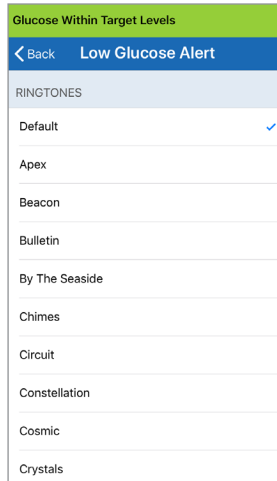 Glucose Within Target Levels
Back Low Glucose Alert
RINGTONES
Default
Apex
Beacon
Bulletin
By The Seaside
Chimes
Circuit
Constellation
Cosmic
Crystals